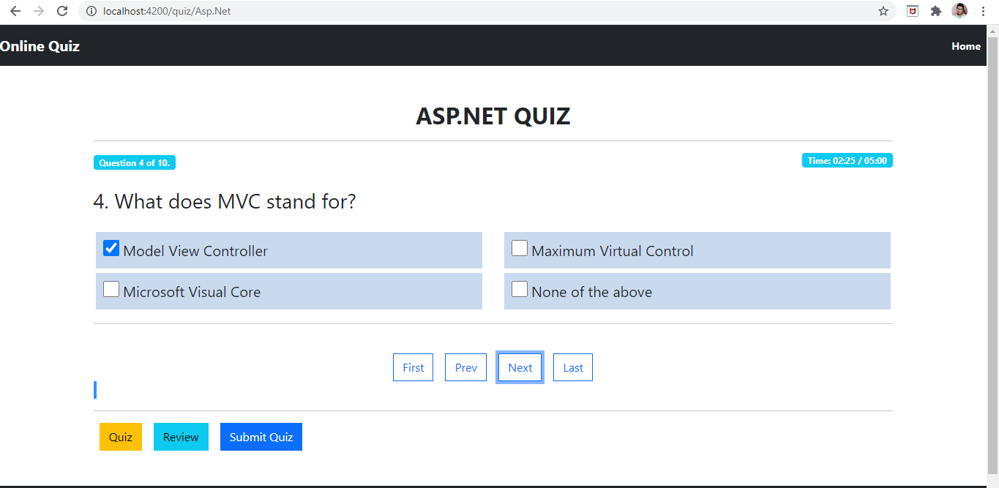 localhost:4200/quiz/Asp.Net
Online Quiz Home
ASP.NET QUIZ
Question 4 of 10. Time: 02:25 / 05:00
4. What does MVC stand for?
Model View Controller Maximum Virtual Control
Microsoft Visual Core None of the above
First Prev Next Last
Quiz Review Submit Quiz